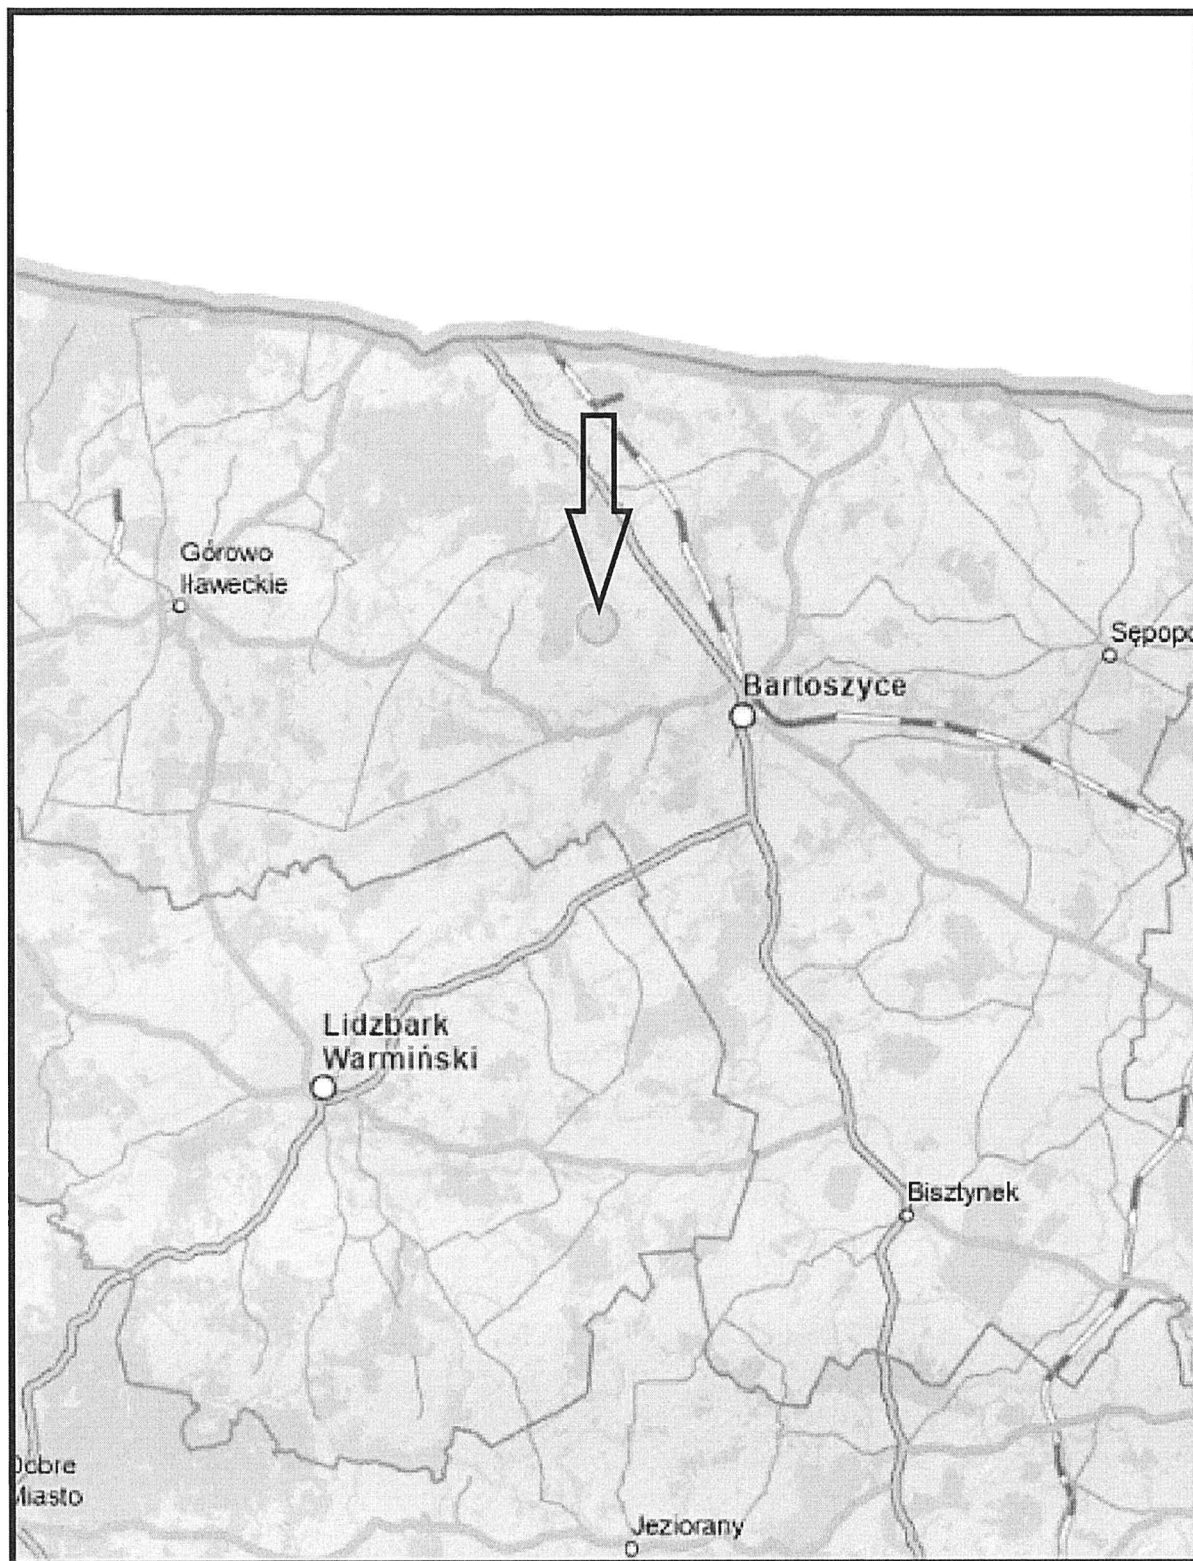 Górowo
Iławeckie
Sępopo
Bartoszyce
Lidzbark
Warmiński
Bisztynek
Dobre
Miasto
Jeziorany